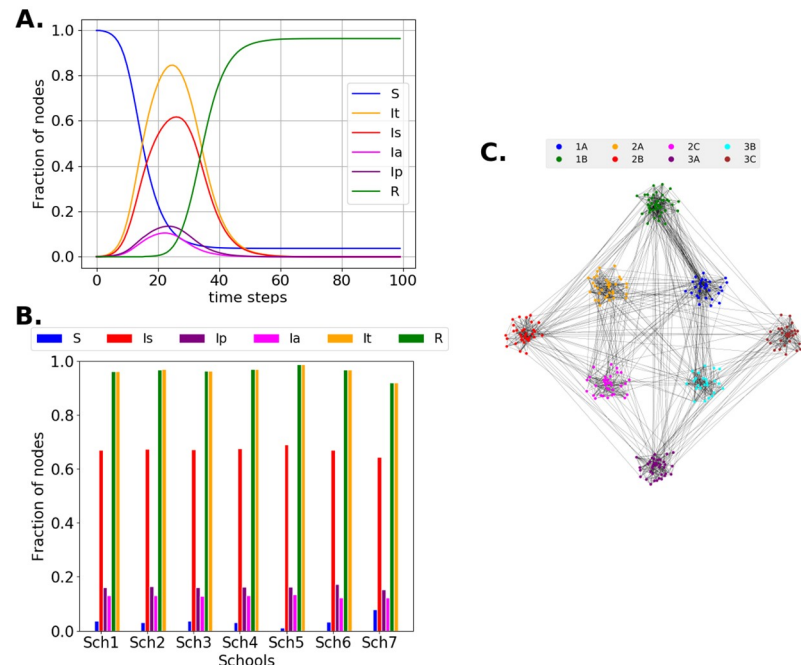 A.
1.0
0.8
0.6
0.4
0.2
0.0
Fraction of nodes
S
It
Is
Ia
Ip
R
0 20 40 60 80 100
time steps
B.
S Is Ip Ia It R
1.0
0.8
0.6
0.4
0.2
0.0
Fraction of nodes
Sch1 Sch2 Sch3 Sch4 Sch5 Sch6 Sch7
Schools
C.
1A 2A 2C 3B
1B 2B 3A 3C